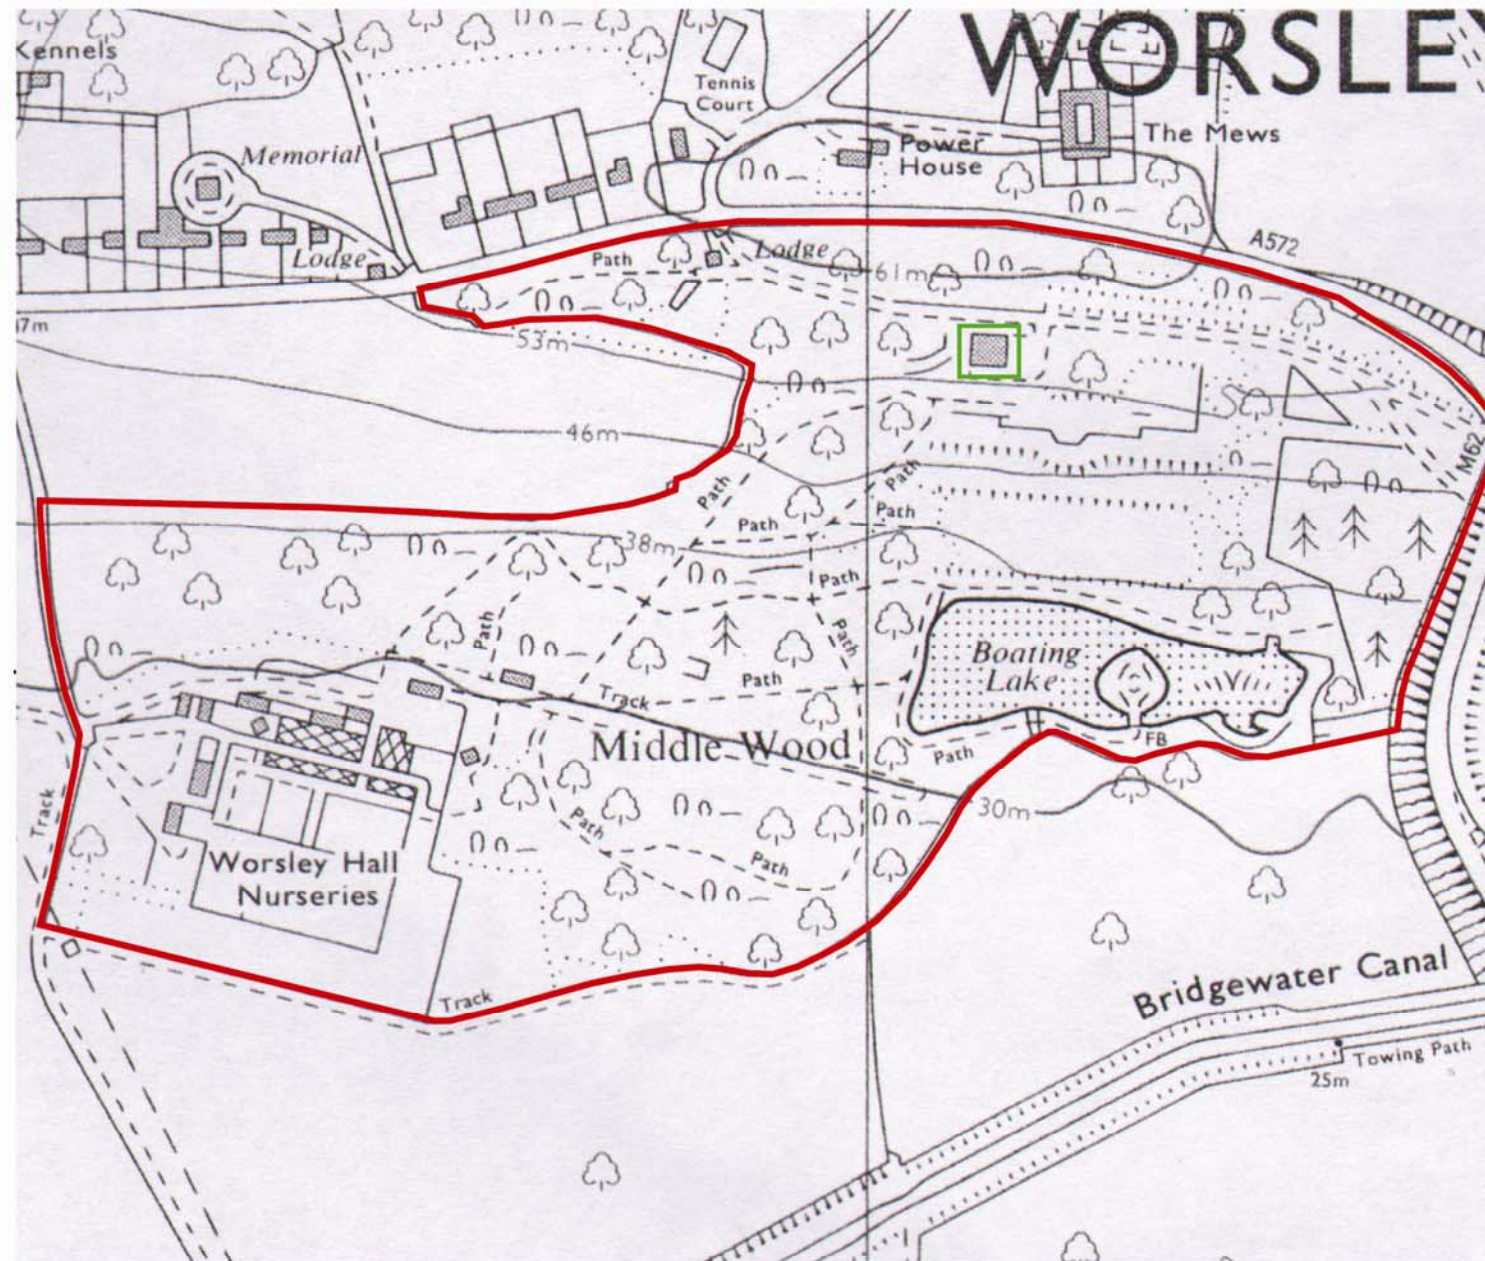 WORSLE
Kennels
Tennis
Court
Memorial
Power
House
The Mews
A572
Lodge
Path
Lodge
61m
7m
53m
46m
M62
Path
Path
Path
Path
38m
Path
Path
Path
Boating
Lake
Path
Track
Middle Wood
FB
Path
30m
Track
Path
Path
Worsley Hall
Nurseries
Track
Bridgewater Canal
Towing Path
25m